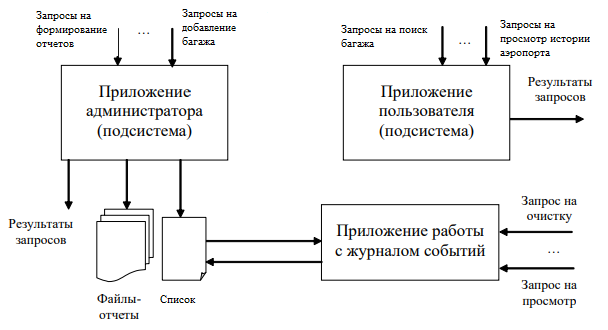 Запросы на
формирование
отчетов
...
Запросы на
добавление
багажа
Запросы на поиск
багажа
...
Запросы на
просмотр истории
аэропорта
Приложение
администратора
(подсистема)
Приложение
пользователя
(подсистема)
Результаты
запросов
Результаты
запросов
Файлы-
отчеты
Список
Приложение работы
с журналом событий
Запрос на
очистку
...
Запрос на
просмотр